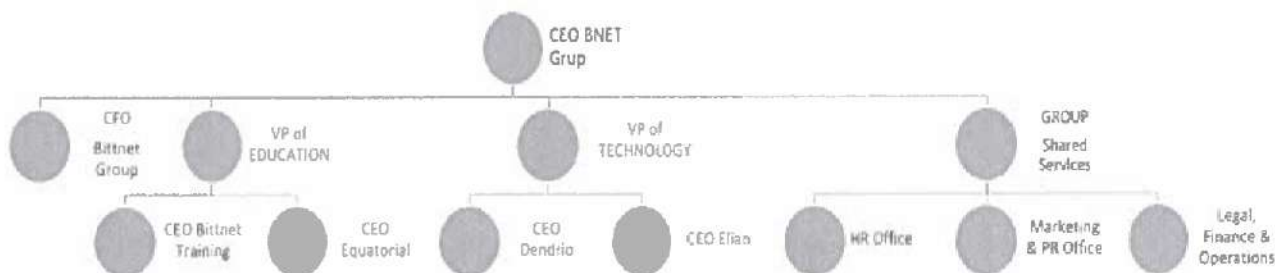 CEO BNET
Grup
CFO
Bittnet
Group
VP of
EDUCATION
VP of
TECHNOLOGY
GROUP
Shared
Services
CEO Bittnet
Training
CEO
Equatorial
CEO
Dendrio
CEO Elian
HR Office
Marketing
& PR Office
Legal,
Finance &
Operations